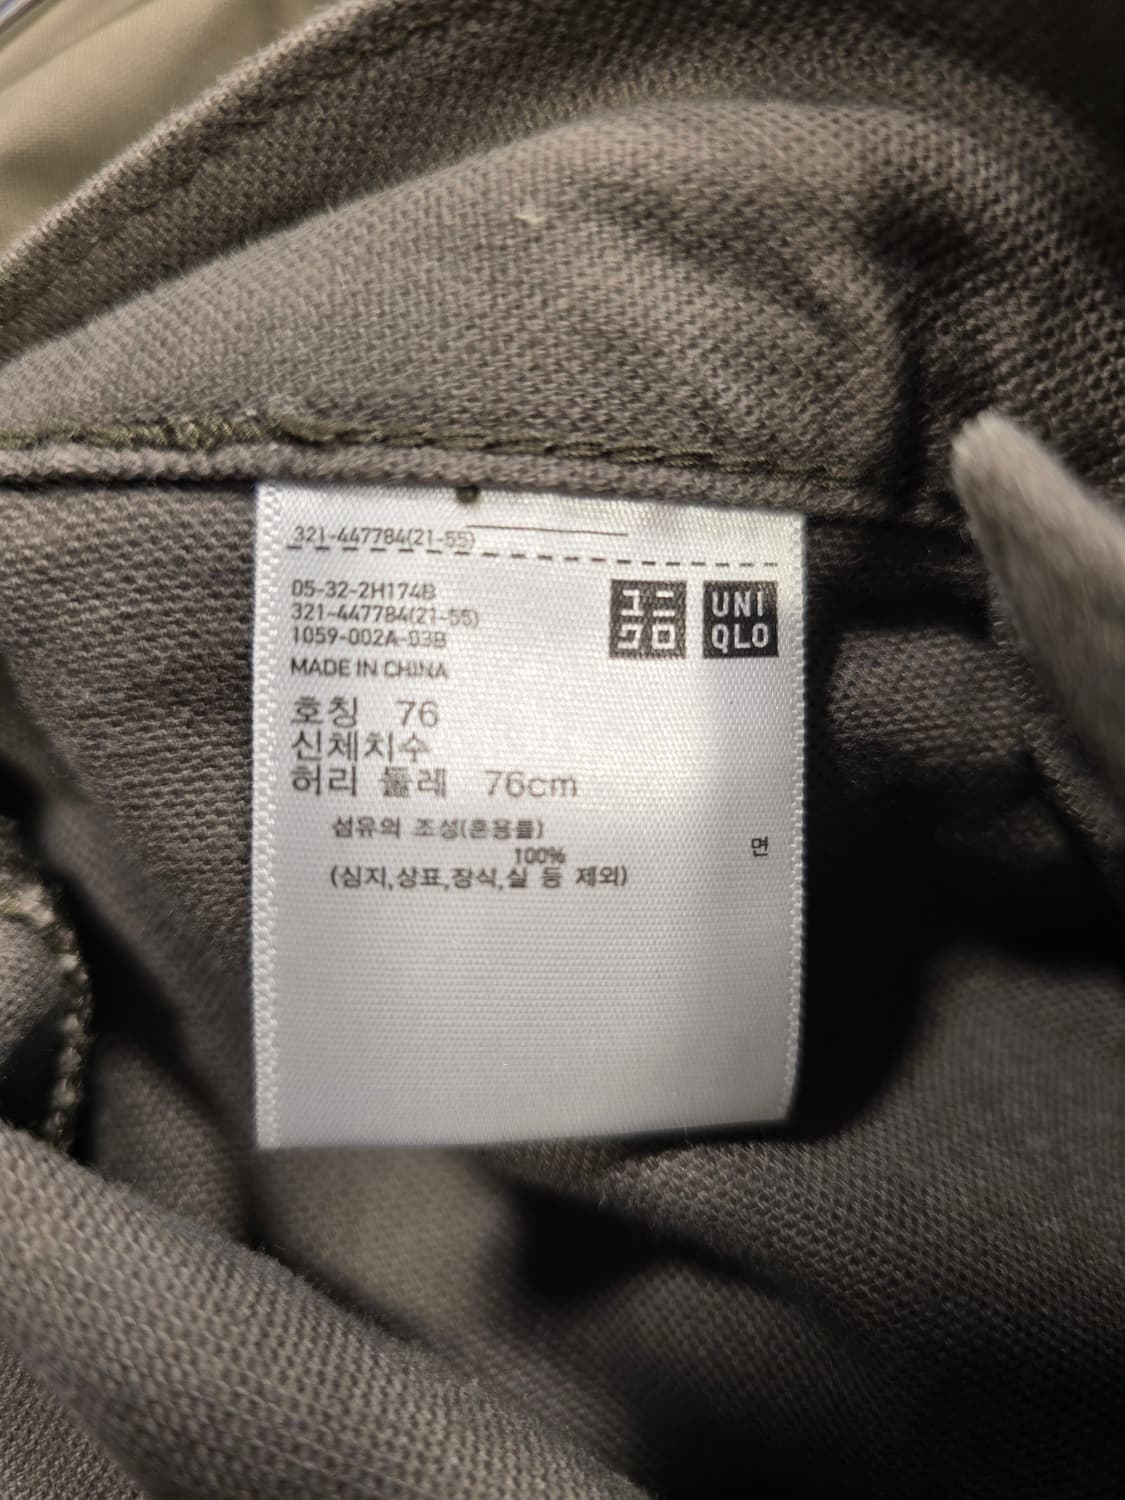 321-447784(21-55)
05-32-2H174B
321-447784(21-55)
1059-002A-03B
MADE IN CHINA
ユニ
クロ
UNI
QLO
호칭 76
신체치수
허리 둘레 76cm
섬유의 조성(혼용률)
100% 면
(심지,상표,장식,실 등 제외)